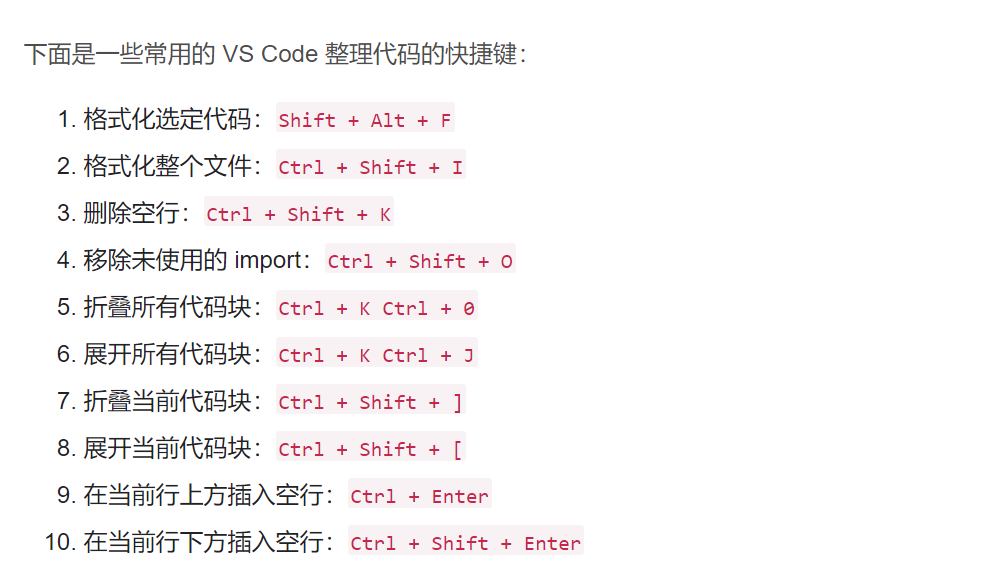 下面是一些常用的 VS Code 整理代码的快捷键：
1. 格式化选定代码：Shift + Alt + F
2. 格式化整个文件：Ctrl + Shift + I
3. 删除空行：Ctrl + Shift + K
4. 移除未使用的 import：Ctrl + Shift + O
5. 折叠所有代码块：Ctrl + K Ctrl + 0
6. 展开所有代码块：Ctrl + K Ctrl + J
7. 折叠当前代码块：Ctrl + Shift + ]
8. 展开当前代码块：Ctrl + Shift + [
9. 在当前行上方插入空行：Ctrl + Enter
10. 在当前行下方插入空行：Ctrl + Shift + Enter